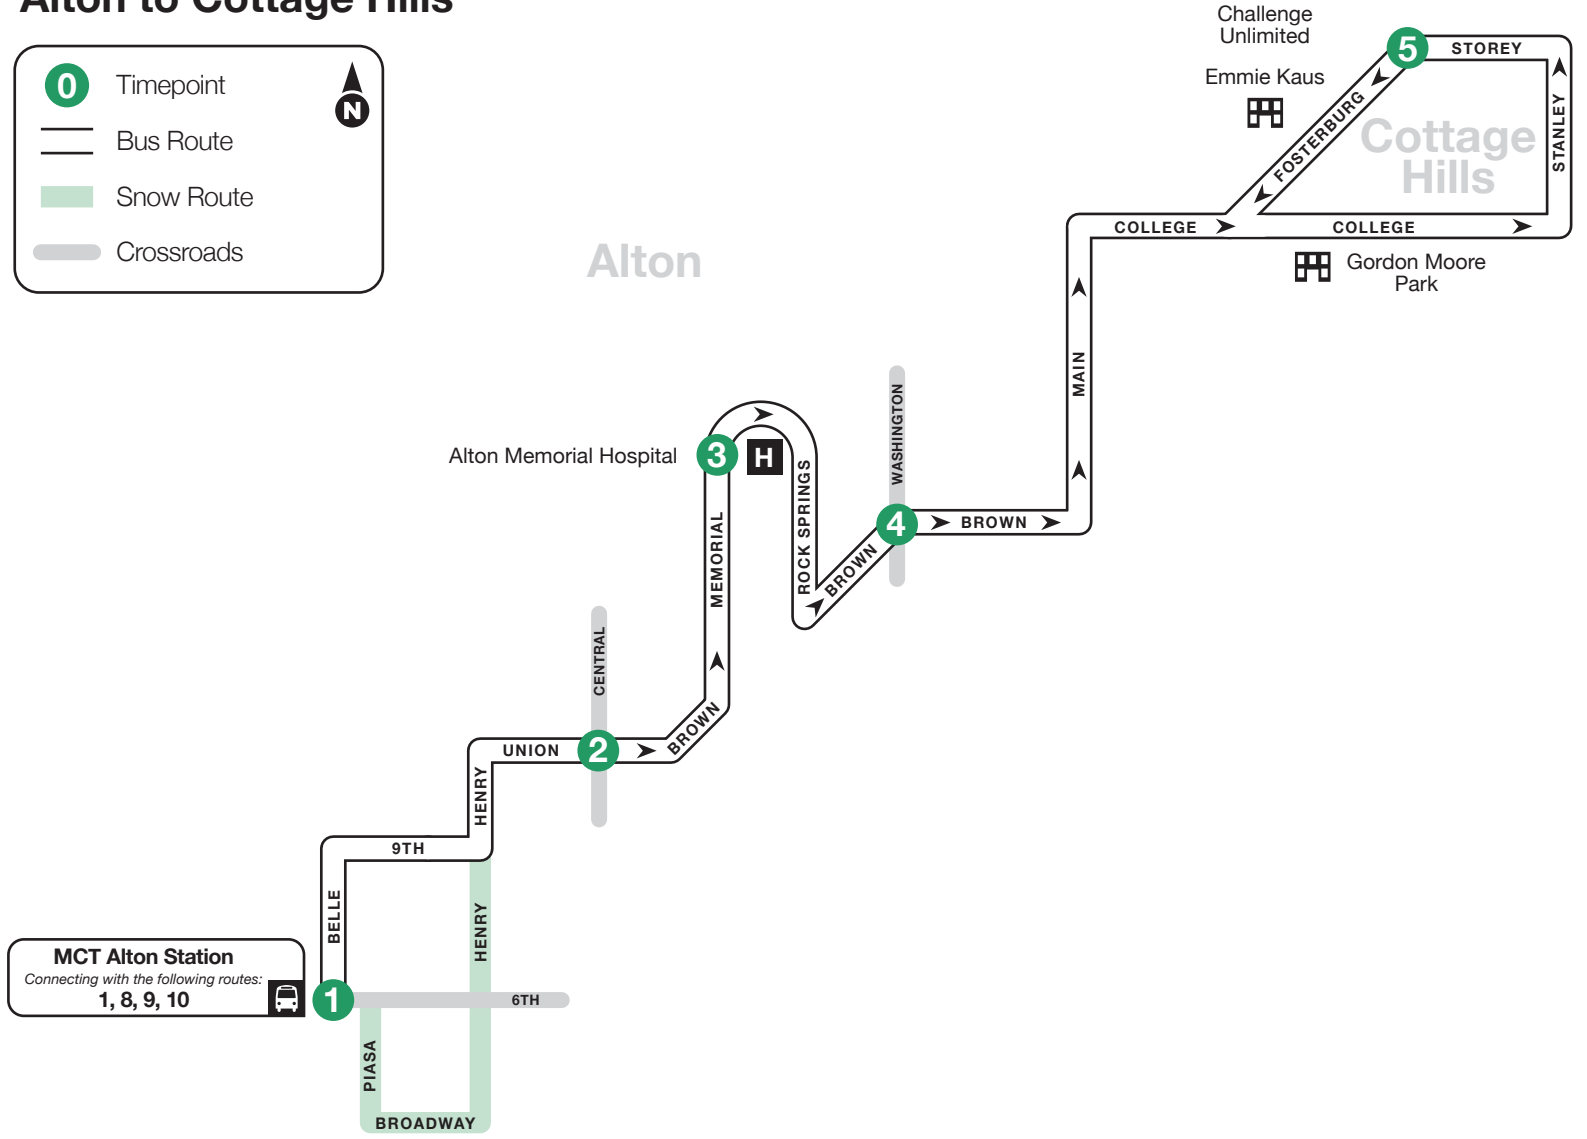 Alton to Cottage Hills
0 Timepoint
N
Bus Route
Snow Route
Crossroads
Challenge
Unlimited
Emmie Kaus
5
STOREY
FOSTERBURG
Cottage
Hills
STANLEY
COLLEGE
COLLEGE
Gordon Moore
Park
Alton
MAIN
WASHINGTON
Alton Memorial Hospital
3
H
ROCK SPRINGS
MEMORIAL
4
BROWN
BROWN
CENTRAL
UNION
2
BROWN
HENRY
9TH
BELLE
HENRY
MCT Alton Station
Connecting with the following routes:
1, 8, 9, 10
1
6TH
PIASA
BROADWAY